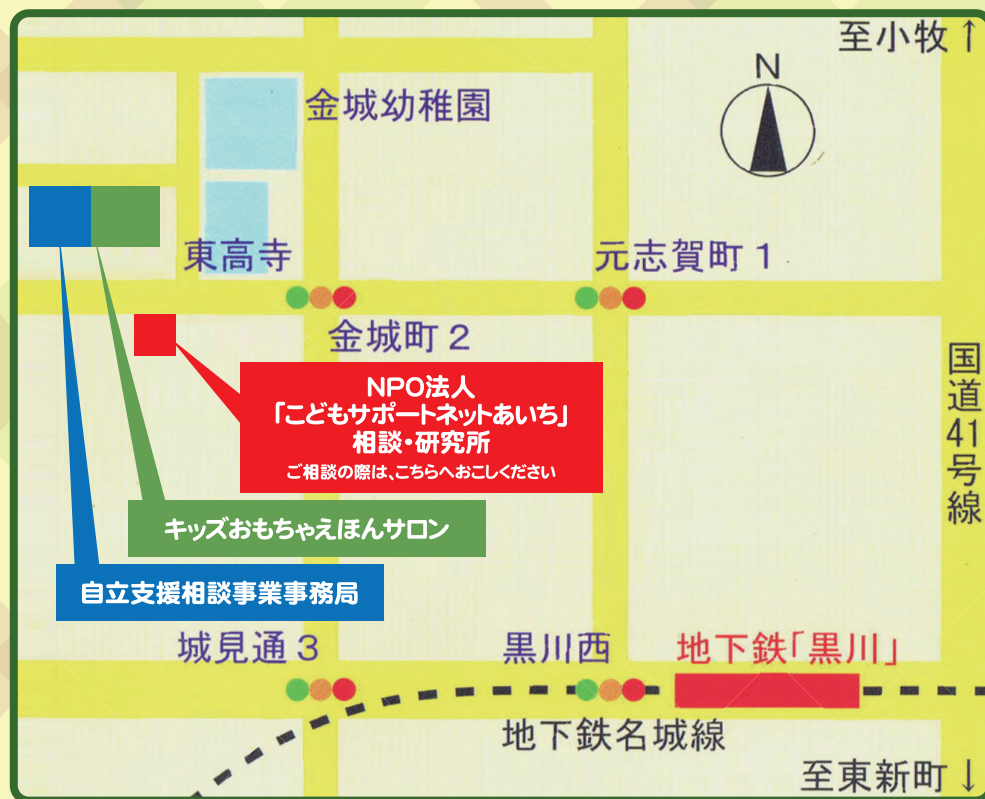 至小牧↑
N
金城幼稚園
東高寺
元志賀町1
金城町2
国道41号線
NPO法人
「こどもサポートネットあいち」
相談・研究所
ご相談の際は、こちらへおこしください
キッズおもちゃえほんサロン
自立支援相談事業事務局
城見通3
黒川西
地下鉄「黒川」
地下鉄名城線
至東新町↓